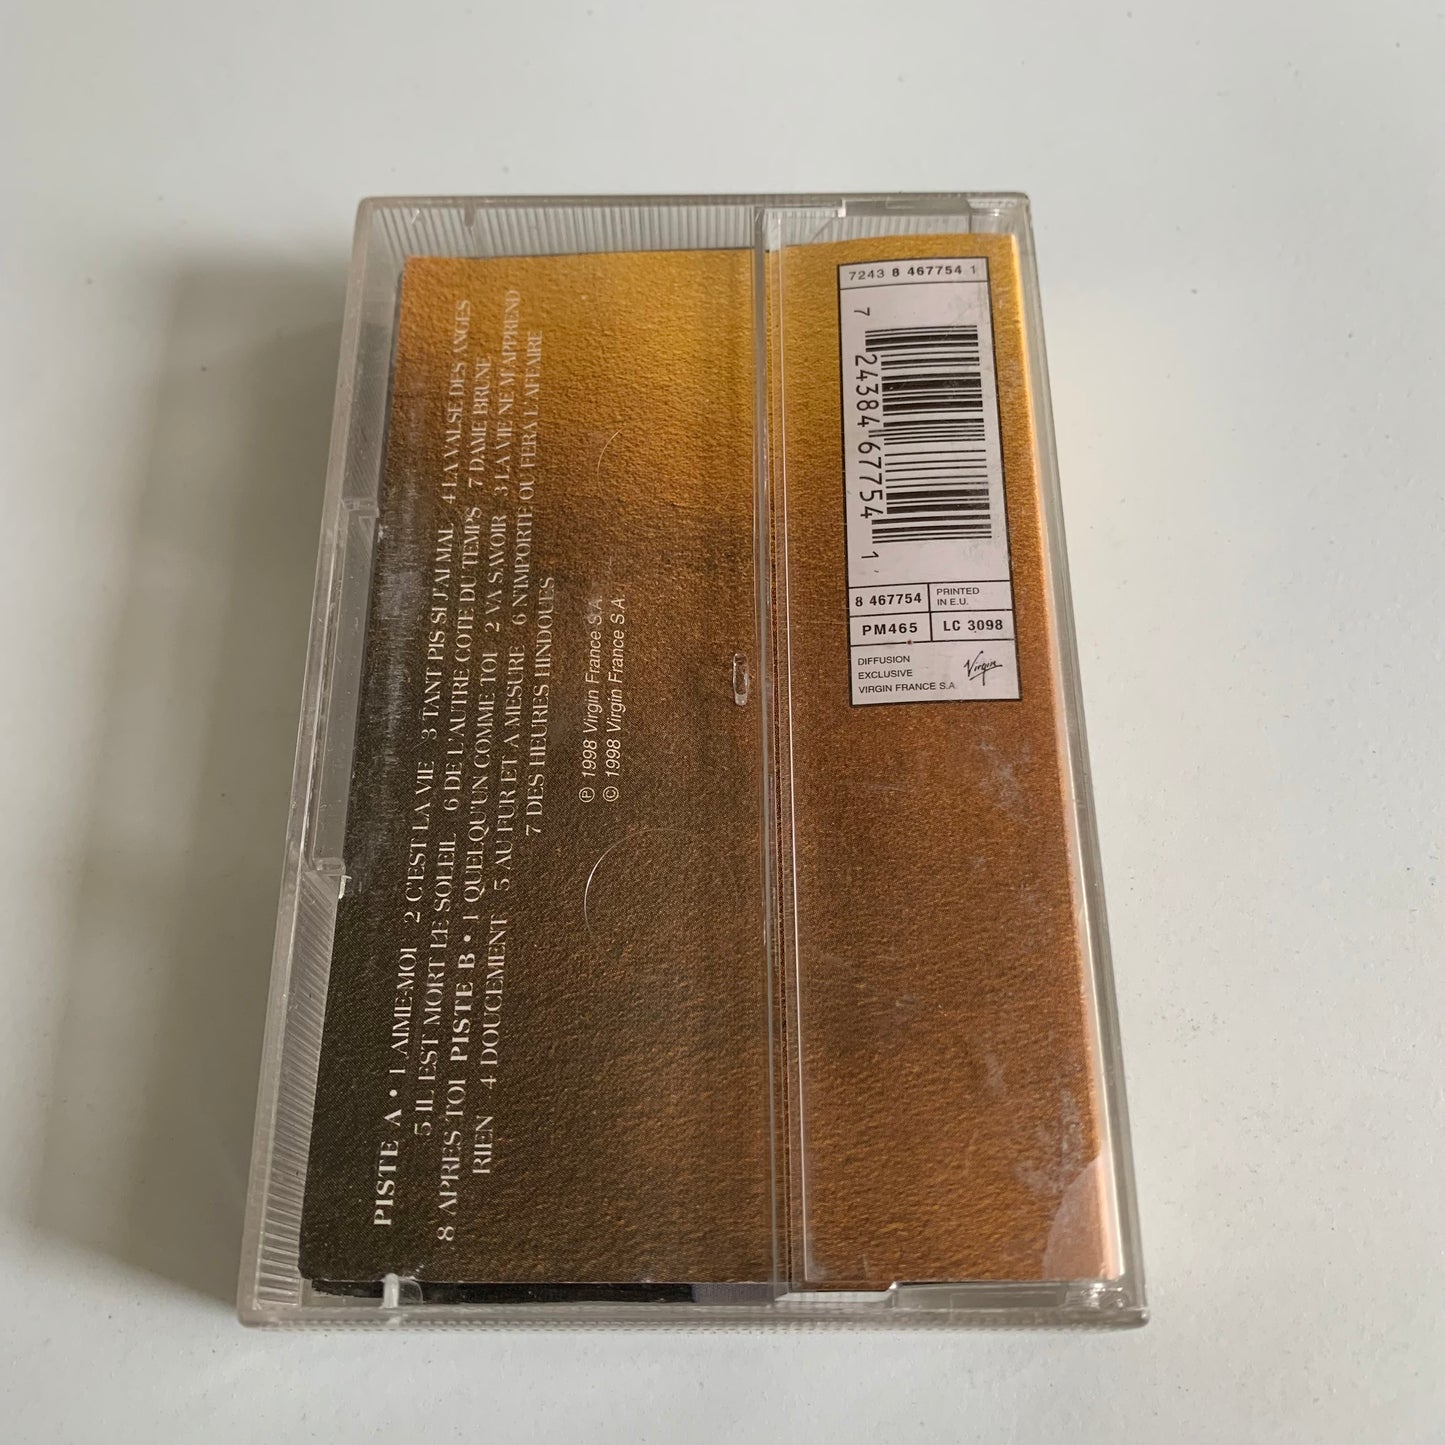 PISTE A • 1 AIME-MOI 2 C'EST LA VIE 3 TANT PIS SI J'AI MAL 4 LA VALSE DES ANGES
5 IL EST MORT LE SOLEIL 6 DE L'AUTRE COTE DU TEMPS 7 DAME BRUNE
8 APRES TOI PISTE B • 1 QUELQU'UN COMME TOI 2 VA SAVOIR 3 LA VIE NE M'APPREND
RIEN 4 DOUCEMENT 5 AU FUR ET A MESURE 6 N'IMPORTE OU FERA L'AFFAIRE
7 DES HEURES HINDOUES
℗ 1998 Virgin France S.A.
© 1998 Virgin France S.A.
7243 8 467754 1
7 24384 67754 1
8 467754
PRINTED
IN E.U.
PM465
LC 3098
DIFFUSION
EXCLUSIVE
VIRGIN FRANCE S.A.
Virgin